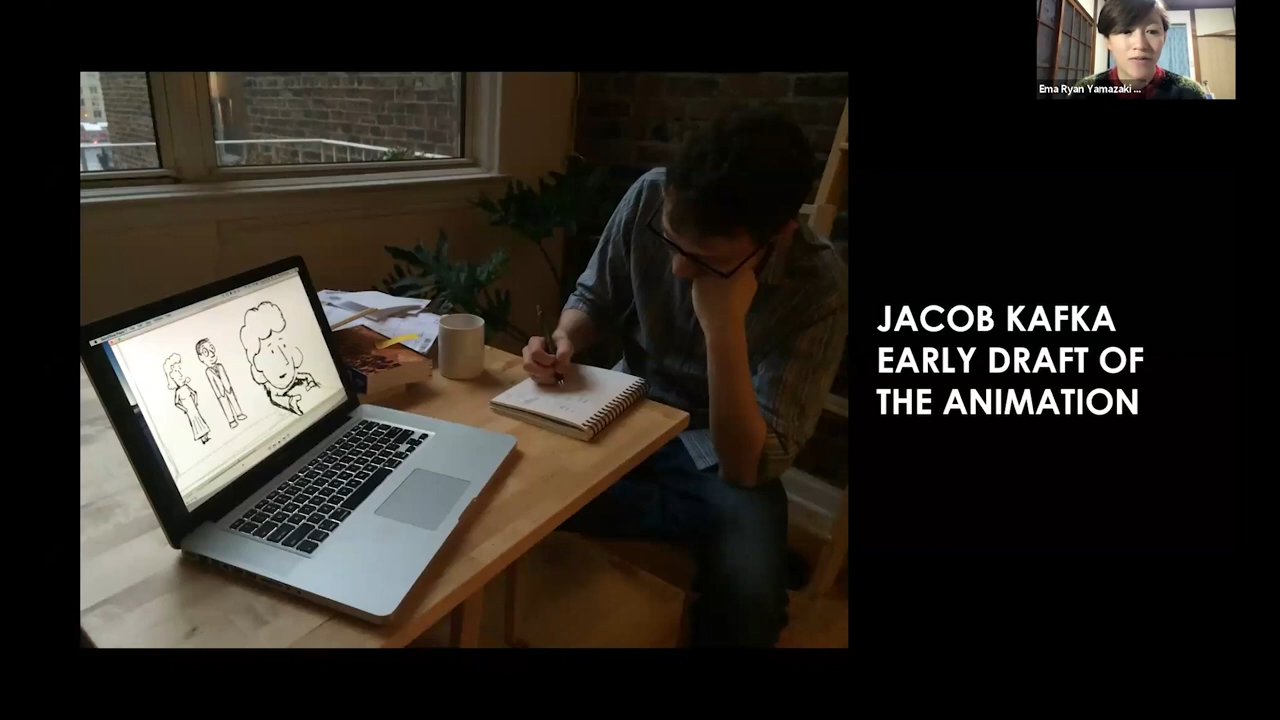 Ema Ryan Yamazaki ...
JACOB KAFKA
EARLY DRAFT OF
THE ANIMATION